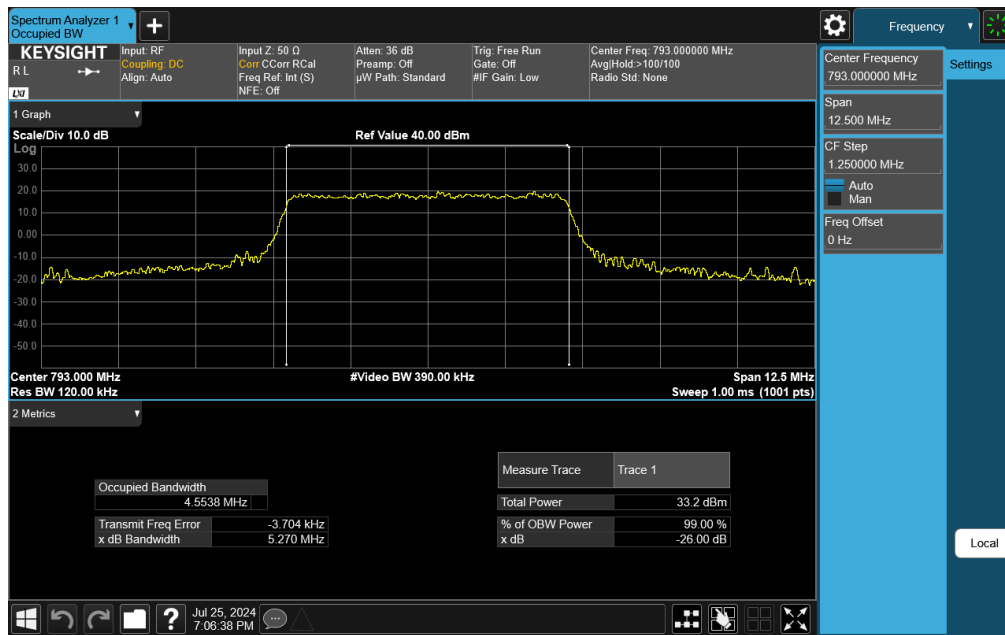 Spectrum Analyzer 1
Occupied BW
Frequency
KEYSIGHT
R L
LXI
Input: RF
Coupling: DC
Align: Auto
Input Z: 50 Ω
Corr CCorr RCal
Freq Ref: Int (S)
NFE: Off
Atten: 36 dB
Preamp: Off
µW Path: Standard
Trig: Free Run
Gate: Off
#IF Gain: Low
Center Freq: 793.000000 MHz
Avg|Hold:>100/100
Radio Std: None
Center Frequency
793.000000 MHz
Settings
Span
12.500 MHz
CF Step
1.250000 MHz
Auto
Man
Freq Offset
0 Hz
1 Graph
Scale/Div 10.0 dB
Ref Value 40.00 dBm
Log
30.0
20.0
10.0
0.00
-10.0
-20.0
-30.0
-40.0
-50.0
Center 793.000 MHz
#Video BW 390.00 kHz
Span 12.5 MHz
Res BW 120.00 kHz
Sweep 1.00 ms (1001 pts)
2 Metrics
Measure Trace Trace 1
Occupied Bandwidth
4.5538 MHz
Total Power 33.2 dBm
Transmit Freq Error -3.704 kHz
% of OBW Power 99.00 %
x dB Bandwidth 5.270 MHz
x dB -26.00 dB
Local
Jul 25, 2024
7:06:38 PM